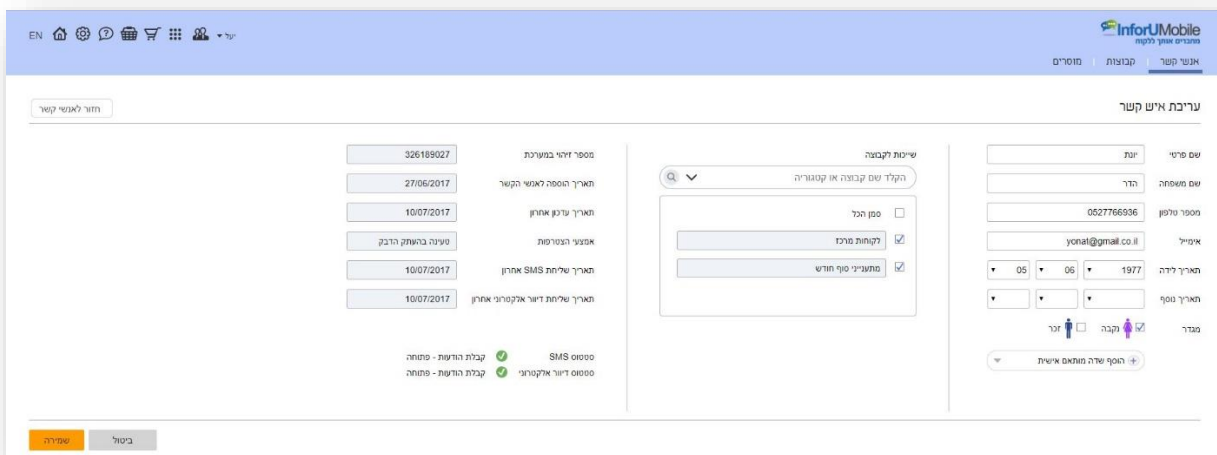 InforUMobile
מחברים אותך ללקוח
יעל
EN
אנשי קשר | קבוצות | מוסרים
עריכת איש קשר
חזור לאנשי קשר
שם פרטי יונת
שם משפחה הדר
מספר טלפון 0527766936
אימייל yonat@gmail.co.il
תאריך לידה 1977 06 05
תאריך נוסף
מגדר נקבה זכר
הוסף שדה מותאם אישית
שייכות לקבוצה
הקלד שם קבוצה או קטגוריה
סמן הכל
לקוחות מרכז
מתענייני סוף חודש
מספר זיהוי במערכת 326189027
תאריך הוספה לאנשי הקשר 27/06/2017
תאריך עדכון אחרון 10/07/2017
אמצעי הצטרפות טעינה בהעתק הדבק
תאריך שליחת SMS אחרון 10/07/2017
תאריך שליחת דיוור אלקטרוני אחרון 10/07/2017
סטטוס SMS קבלת הודעות - פתוחה
סטטוס דיוור אלקטרוני קבלת הודעות - פתוחה
ביטול
שמירה